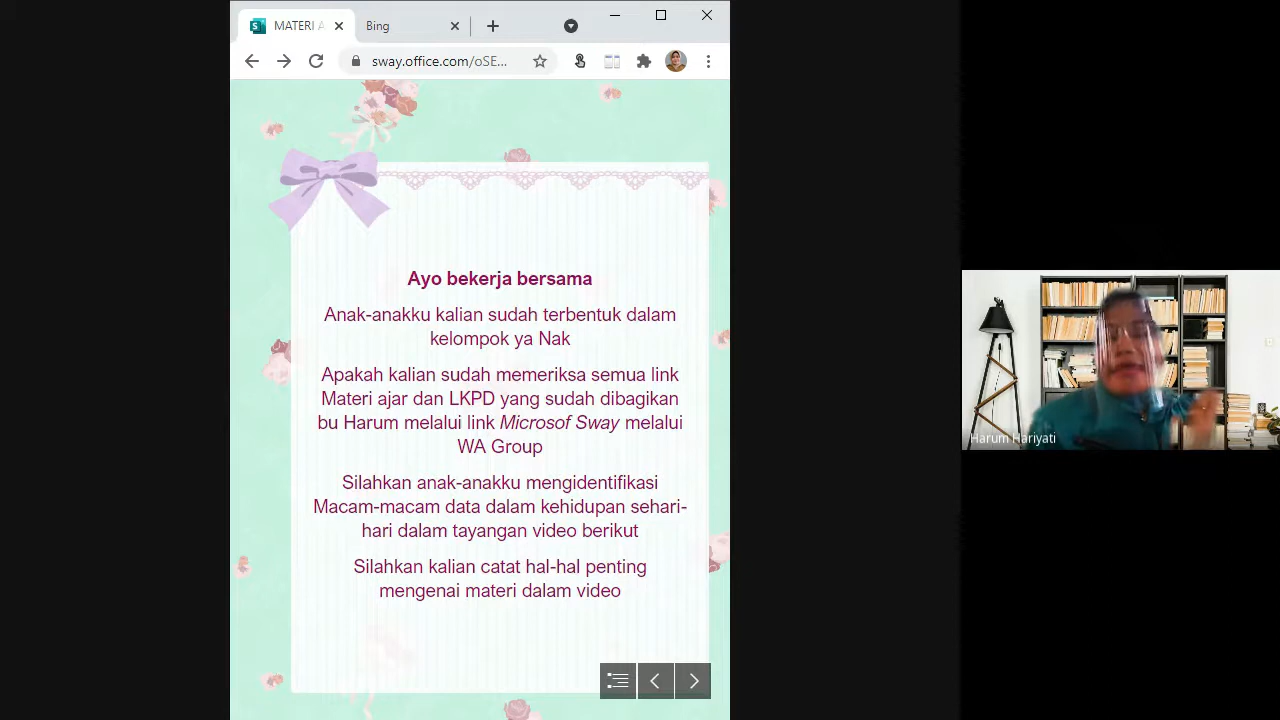 MATERI A
Bing
sway.office.com/oSE...
Ayo bekerja bersama
Anak-anakku kalian sudah terbentuk dalam
kelompok ya Nak
Apakah kalian sudah memeriksa semua link
Materi ajar dan LKPD yang sudah dibagikan
bu Harum melalui link Microsof Sway melalui
WA Group
Silahkan anak-anakku mengidentifikasi
Macam-macam data dalam kehidupan sehari-
hari dalam tayangan video berikut
Silahkan kalian catat hal-hal penting
mengenai materi dalam video
Harum Hariyati